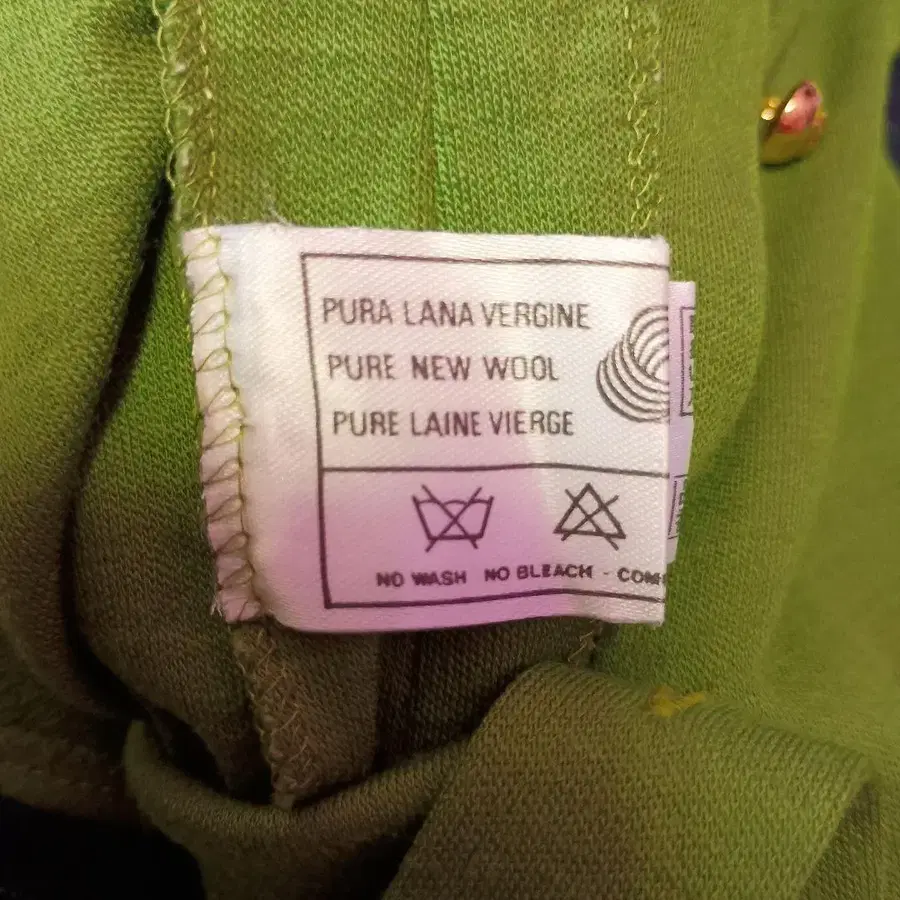 PURA LANA VERGINE
PURE NEW WOOL
PURE LAINE VIERGE
NO WASH NO BLEACH -